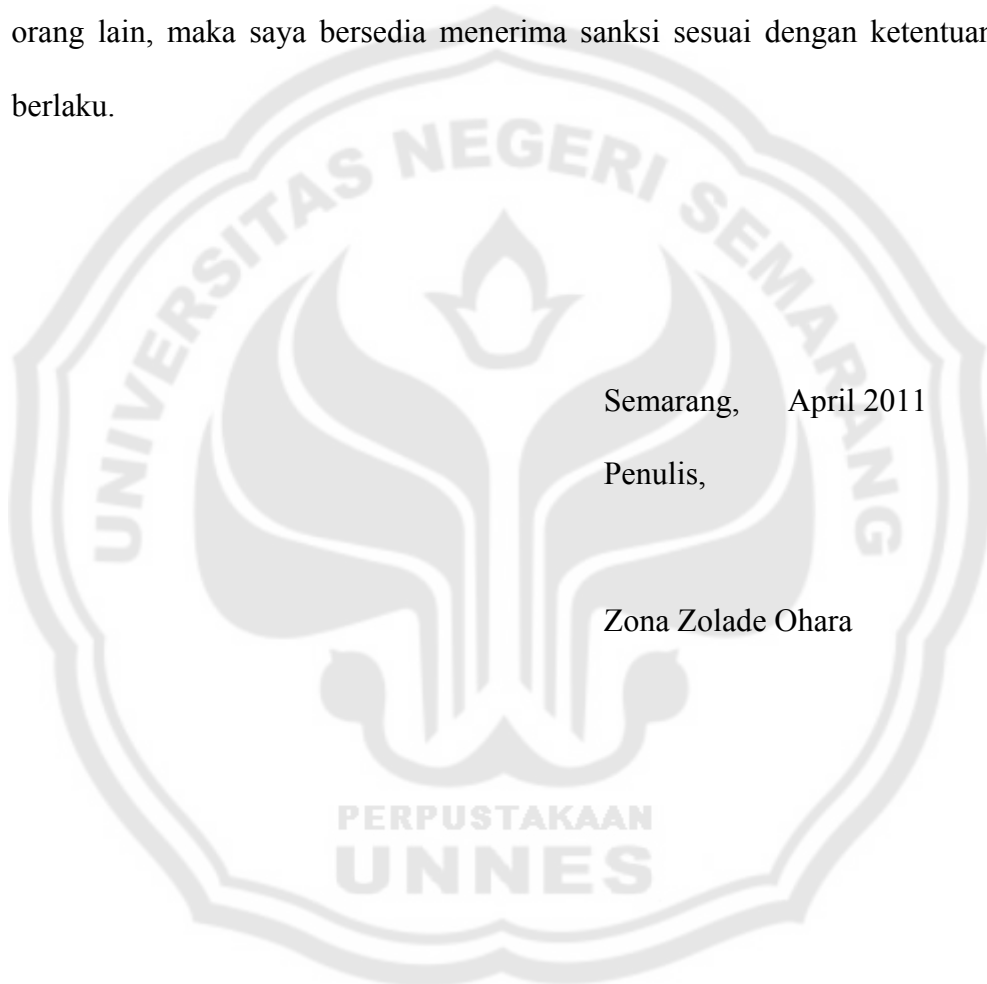 orang lain, maka saya bersedia menerima sanksi sesuai dengan ketentuan
berlaku.
UNIVERSITAS NEGERI SEMARANG
Semarang, April 2011
Penulis,
Zona Zolade Ohara
PERPUSTAKAAN
UNNES